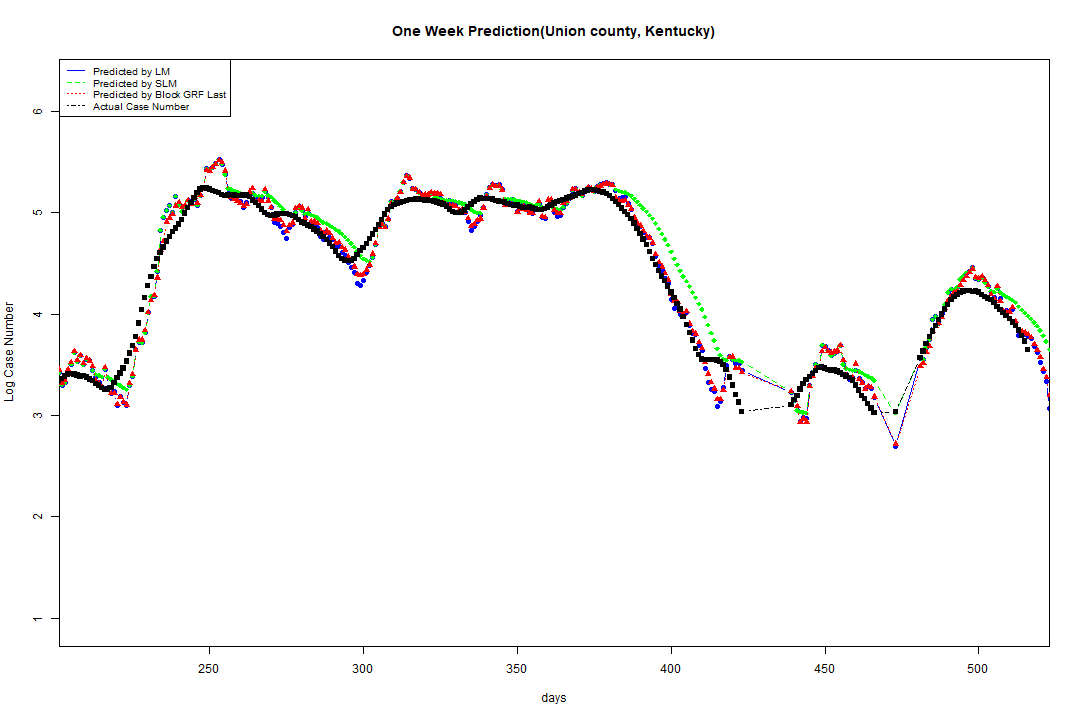 One Week Prediction(Union county, Kentucky)
Predicted by LM
Predicted by SLM
Predicted by Block GRF Last
Actual Case Number
6
5
4
3
2
1
Log Case Number
250 300 350 400 450 500
days